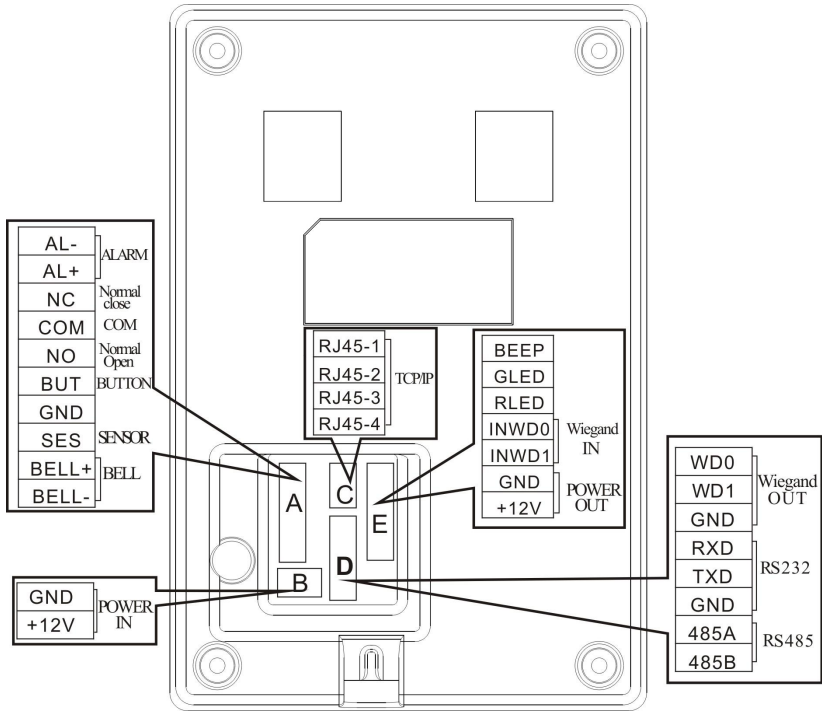 AL-
AL+
ALARM
NC Normal close
COM COM
NO Normal Open
BUT BUTTON
GND
SES SENSOR
BELL+
BELL-
BELL
RJ45-1
RJ45-2
RJ45-3
RJ45-4
TCP/IP
BEEP
GLED
RLED
INWD0
INWD1
Wiegand IN
GND
+12V
POWER OUT
WD0
WD1
GND
Wiegand OUT
RXD
TXD
GND
RS232
485A
485B
RS485
A
C
E
D
B
GND
+12V
POWER IN